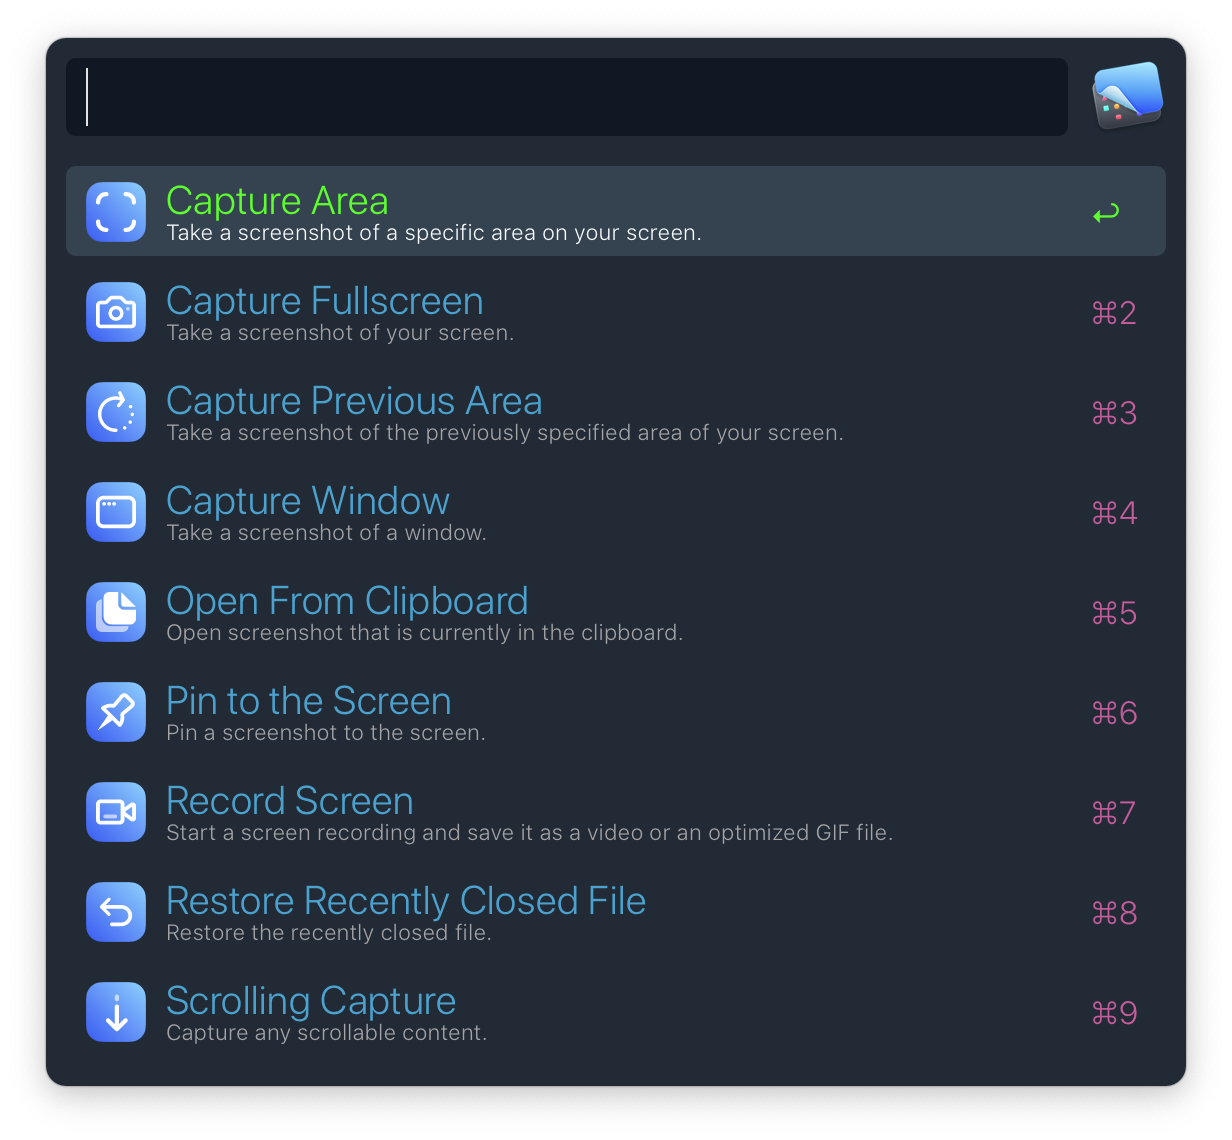 Capture Area
Take a screenshot of a specific area on your screen.
Capture Fullscreen
Take a screenshot of your screen.
⌘2
Capture Previous Area
Take a screenshot of the previously specified area of your screen.
⌘3
Capture Window
Take a screenshot of a window.
⌘4
Open From Clipboard
Open screenshot that is currently in the clipboard.
⌘5
Pin to the Screen
Pin a screenshot to the screen.
⌘6
Record Screen
Start a screen recording and save it as a video or an optimized GIF file.
⌘7
Restore Recently Closed File
Restore the recently closed file.
⌘8
Scrolling Capture
Capture any scrollable content.
⌘9